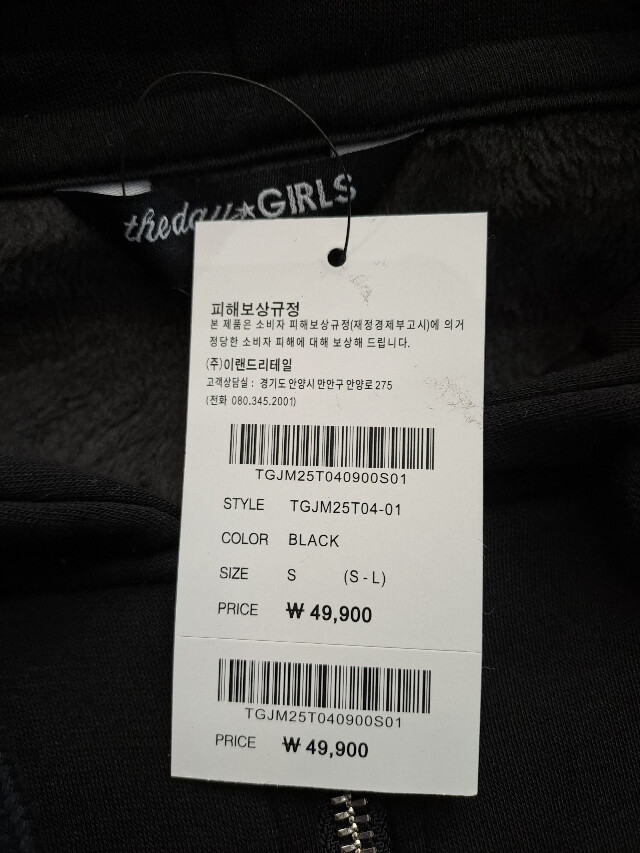 theday★GIRLS
피해보상규정
본 제품은 소비자 피해보상규정(재정경제부고시)에 의거
정당한 소비자 피해에 대해 보상해 드립니다.
(주)이랜드리테일
고객상담실 : 경기도 안양시 만안구 안양로 275
(전화 080.345.2001)
TGJM25T040900S01
STYLE TGJM25T04-01
COLOR BLACK
SIZE S (S-L)
PRICE ₩ 49,900
TGJM25T040900S01
PRICE ₩ 49,900